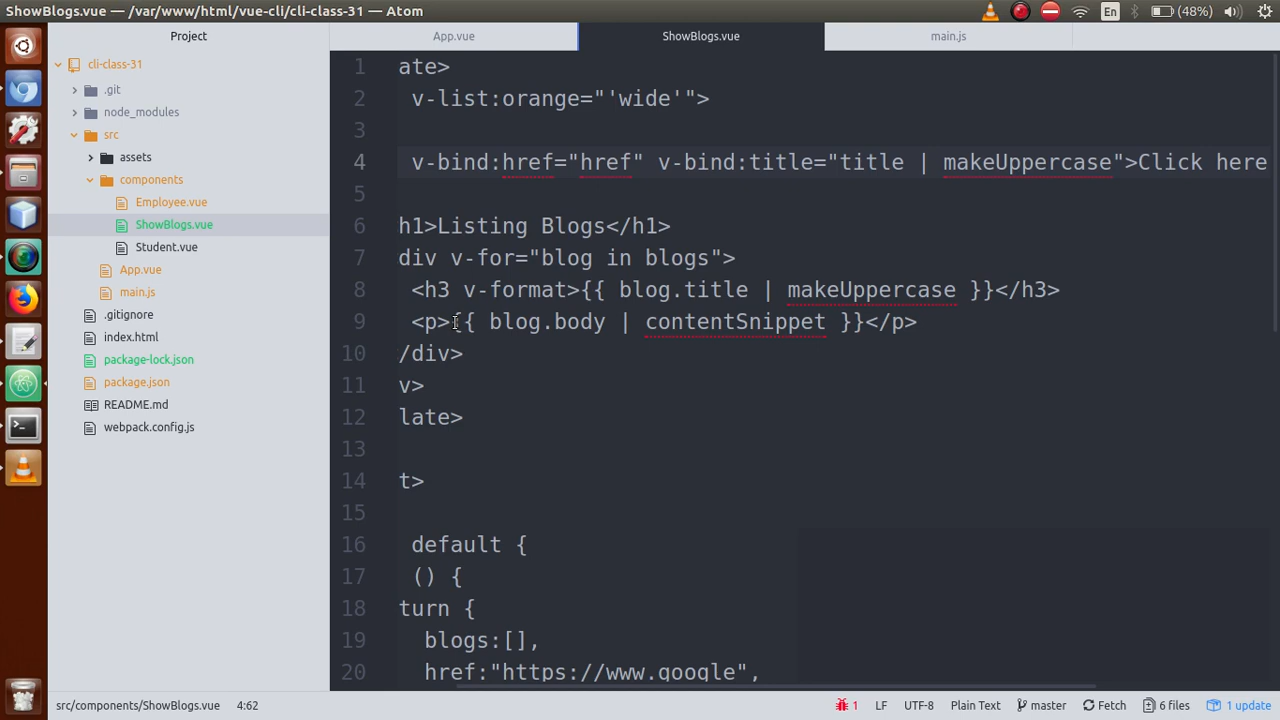 ShowBlogs.vue — /var/www/html/vue-cli/cli-class-31 — Atom
En
(48%)
Project
App.vue
ShowBlogs.vue
main.js
cli-class-31
.git
node_modules
src
assets
components
Employee.vue
ShowBlogs.vue
Student.vue
App.vue
main.js
.gitignore
index.html
package-lock.json
package.json
README.md
webpack.config.js
1 ate>
2 v-list:orange="'wide'">
3
4 v-bind:href="href" v-bind:title="title | makeUppercase">Click here
5
6 h1>Listing Blogs</h1>
7 div v-for="blog in blogs">
8 <h3 v-format>{{ blog.title | makeUppercase }}</h3>
9 <p>{{ blog.body | contentSnippet }}</p>
10 /div>
11 v>
12 late>
13
14 t>
15
16 default {
17 () {
18 turn {
19 blogs:[],
20 href:"https://www.google",
src/components/ShowBlogs.vue 4:62
1 LF UTF-8 Plain Text master Fetch 6 files 1 update